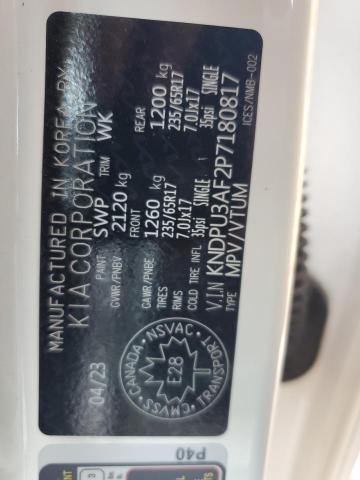 MANUFACTURED IN KOREA BY
KIA CORPORATION
04/23 PAINT: SWP TRIM WK
GVWR/PNBV 2120 kg
FRONT REAR
GAWR/PNBE 1260 kg 1200 kg
TIRES 235/65R17 235/65R17
RIMS 7.0Jx17 7.0Jx17
COLD TIRE INFL 35psi SINGLE 35psi SINGLE
V.I.N KNDPU3AF2P7180817
TYPE MPV/VTUM
ICES/NMB-002
CANADA · NSVAC · TRANSPORT · CMVSS
E28
P40